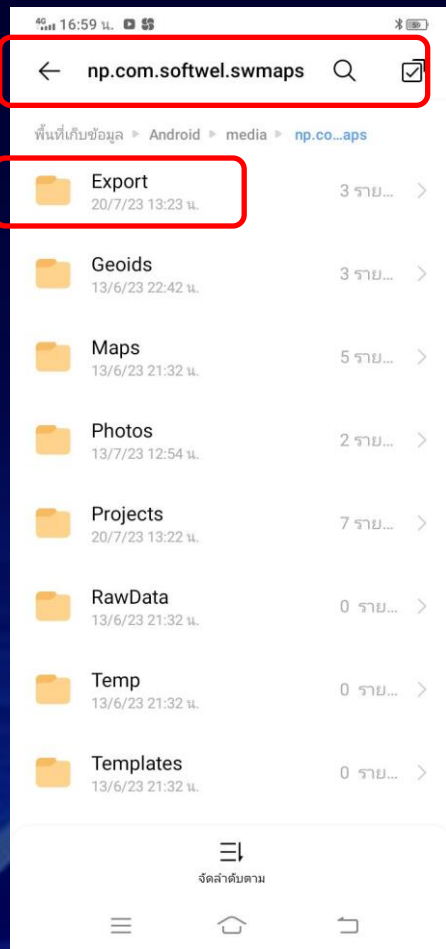 4G 16:59 น.
np.com.softwel.swmaps
พื้นที่เก็บข้อมูล ▸ Android ▸ media ▸ np.co...aps
Export
20/7/23 13:23 น.
3 ราย...
Geoids
13/6/23 22:42 น.
3 ราย...
Maps
13/6/23 21:32 น.
5 ราย...
Photos
13/7/23 12:54 น.
2 ราย...
Projects
20/7/23 13:22 น.
7 ราย...
RawData
13/6/23 21:32 น.
0 ราย...
Temp
13/6/23 21:32 น.
0 ราย...
Templates
13/6/23 21:32 น.
0 ราย...
จัดลำดับตาม